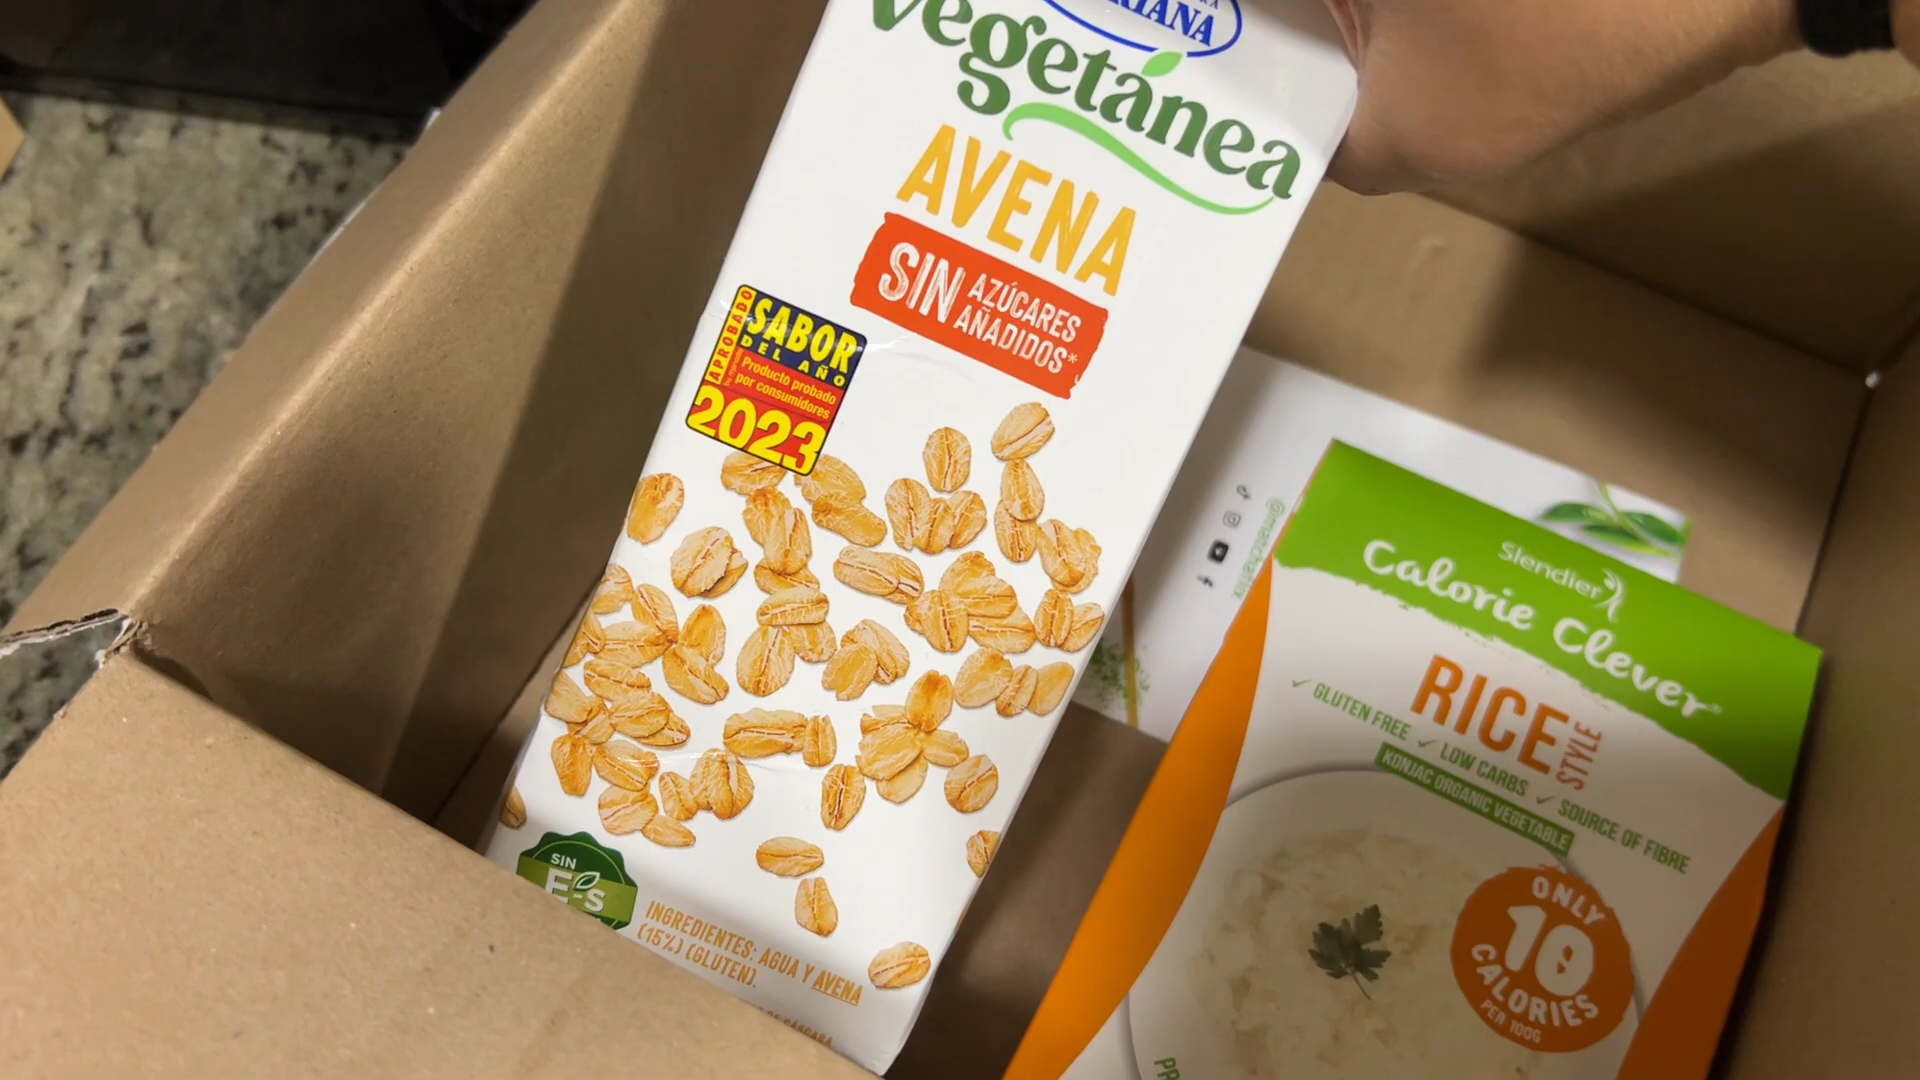 Vegetánea
AVENA
SIN AZÚCARES
AÑADIDOS*
APROBADO
SABOR
DEL AÑO
Producto probado
por consumidores
2023
SIN
INGREDIENTES: AGUA Y AVENA
(15%) (GLUTEN).
Slendier
Calorie Clever
RICE STYLE
✓ GLUTEN FREE ✓ LOW CARBS ✓ SOURCE OF FIBRE
KONJAC ORGANIC VEGETABLE
ONLY
10
CALORIES
PER 100G